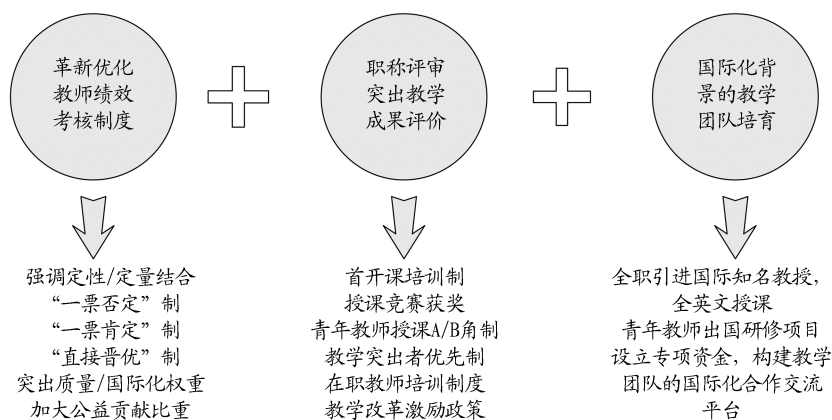 革新优化
教师绩效
考核制度
职称评审
突出教学
成果评价
国际化背
景的教学
团队培育
强调定性/定量结合
“一票否定”制
“一票肯定”制
“直接晋优”制
突出质量/国际化权重
加大公益贡献比重
首开课培训制
授课竞赛获奖
青年教师授课A/B角制
教学突出者优先制
在职教师培训制度
教学改革激励政策
全职引进国际知名教授，
全英文授课
青年教师出国研修项目
设立专项资金，构建教学
团队的国际化合作交流
平台